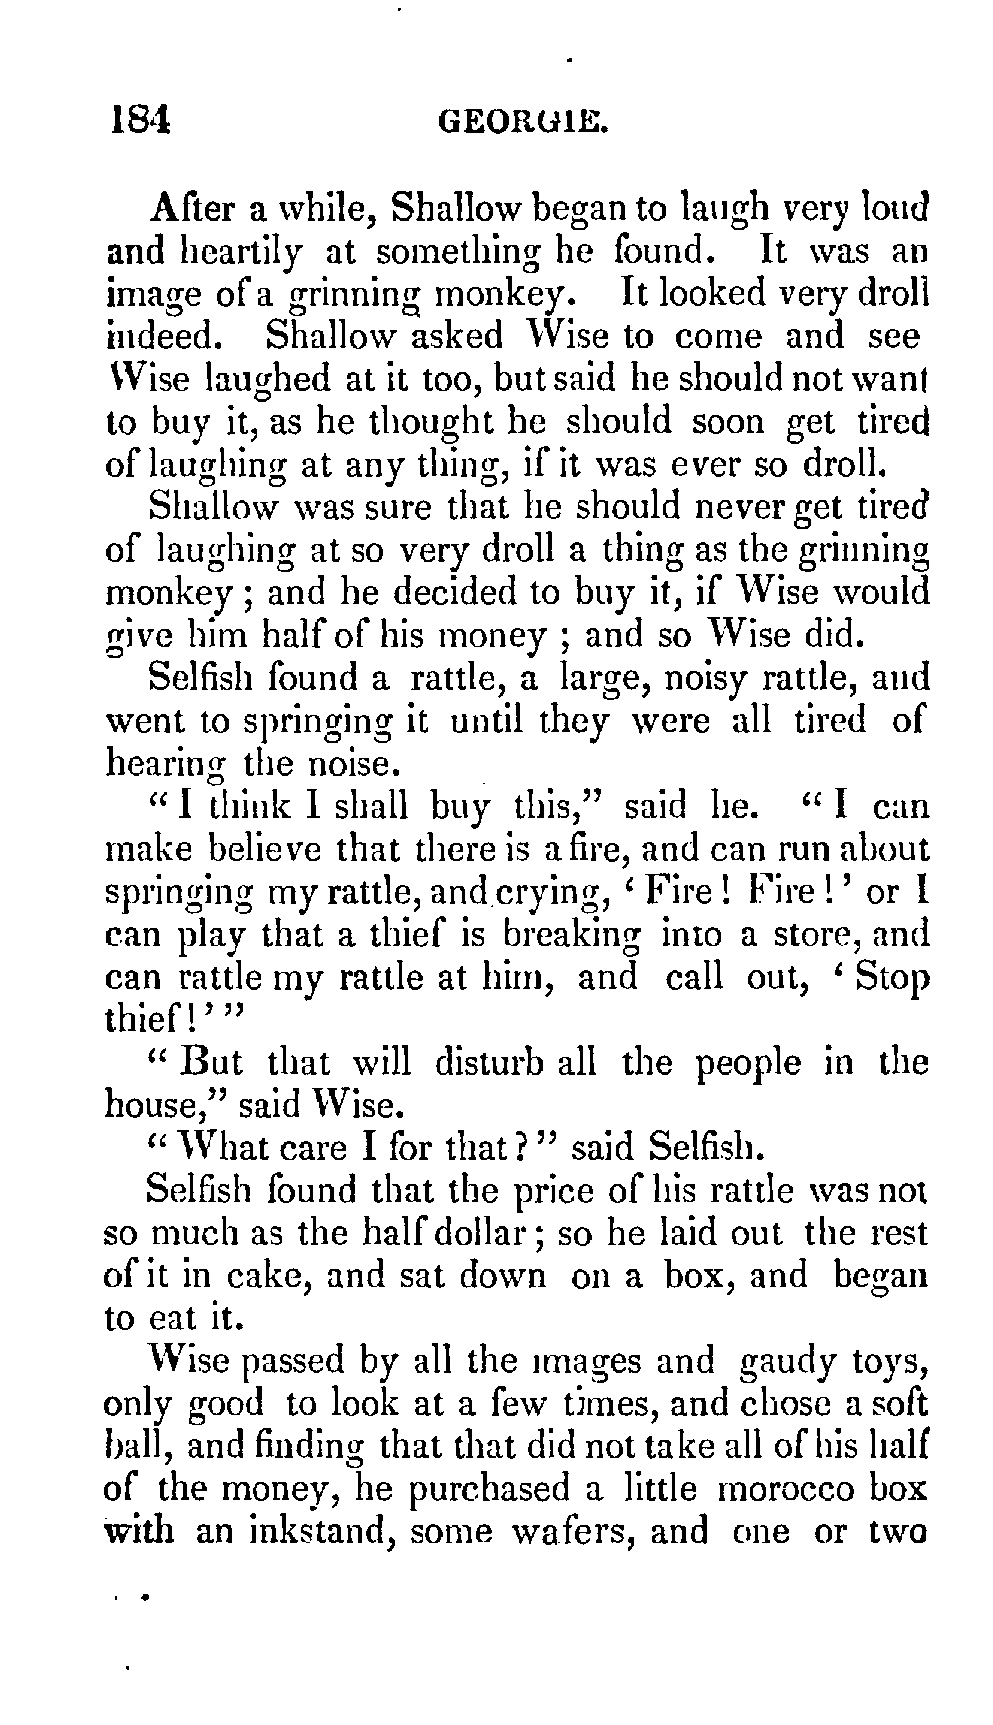 184 GEORGIE.
After a while, Shallow began to laugh very loud
and heartily at something he found. It was an
image of a grinning monkey. It looked very droll
indeed. Shallow asked Wise to come and see
Wise laughed at it too, but said he should not want
to buy it, as he thought he should soon get tired
of laughing at any thing, if it was ever so droll.
Shallow was sure that he should never get tired
of laughing at so very droll a thing as the grinning
monkey ; and he decided to buy it, if Wise would
give him half of his money ; and so Wise did.
Selfish found a rattle, a large, noisy rattle, and
went to springing it until they were all tired of
hearing the noise.
“ I think I shall buy this,” said he. “ I can
make believe that there is a fire, and can run about
springing my rattle, and crying, ‘ Fire ! Fire ! ’ or I
can play that a thief is breaking into a store, and
can rattle my rattle at him, and call out, ‘ Stop
thief! ’ ”
“ But that will disturb all the people in the
house,” said Wise.
“ What care I for that ? ” said Selfish.
Selfish found that the price of his rattle was not
so much as the half dollar ; so he laid out the rest
of it in cake, and sat down on a box, and began
to eat it.
Wise passed by all the images and gaudy toys,
only good to look at a few times, and chose a soft
ball, and finding that that did not take all of his half
of the money, he purchased a little morocco box
with an inkstand, some wafers, and one or two